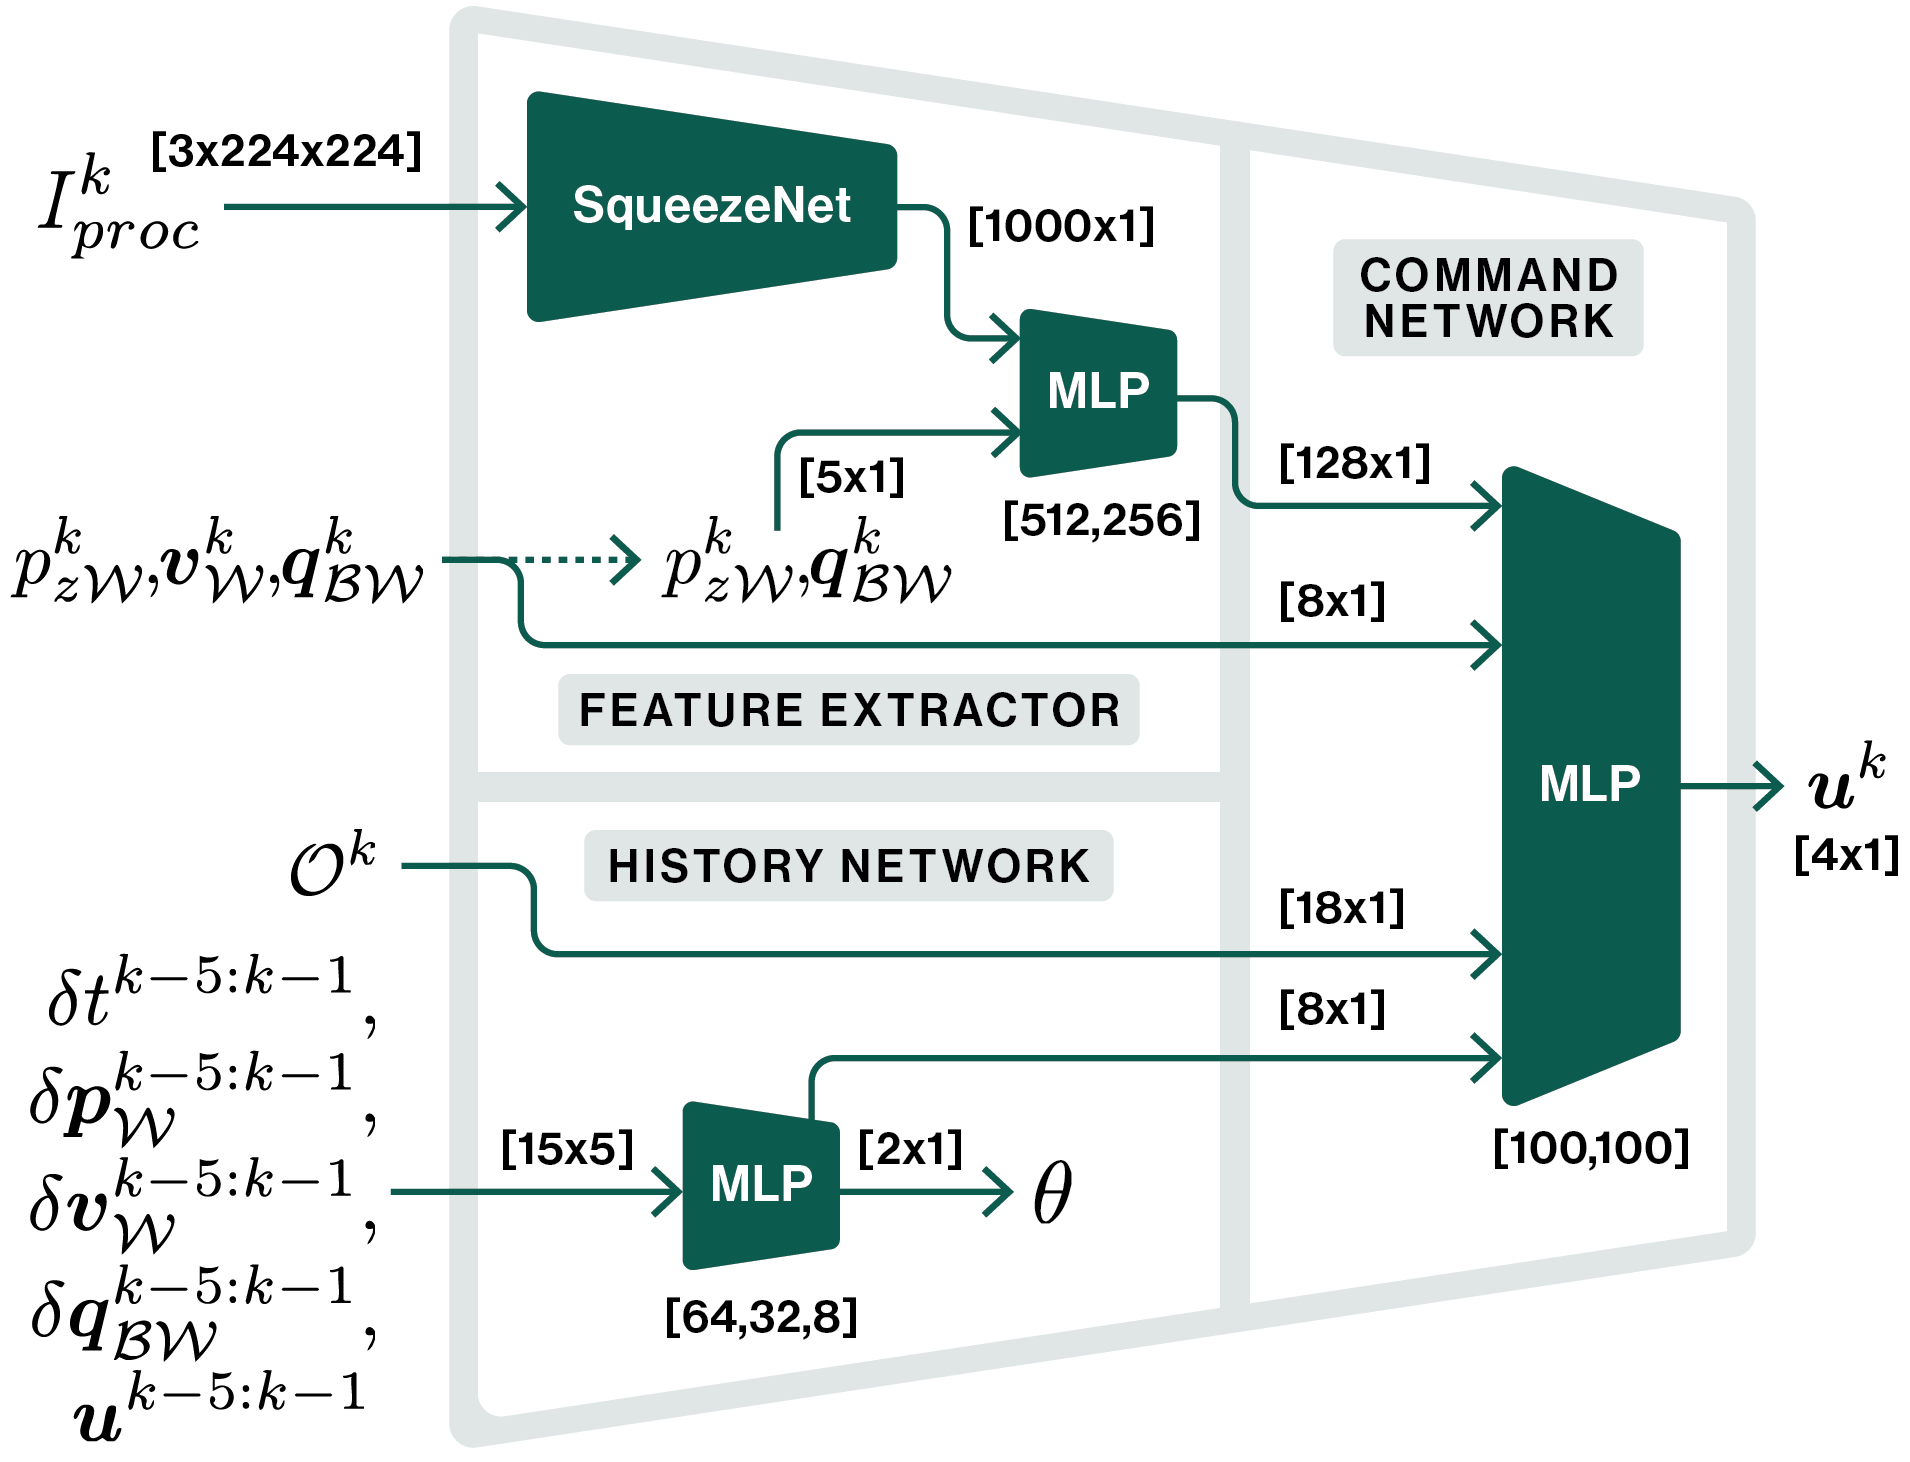 [3x224x224]
$I^{k}_{proc}$
SqueezeNet
[1000x1]
COMMAND
NETWORK
MLP
[5x1]
[512,256]
[128x1]
$p^{k}_{z\mathcal{W}}, \boldsymbol{v}^{k}_{\mathcal{W}}, \boldsymbol{q}^{k}_{\mathcal{BW}}$
$p^{k}_{z\mathcal{W}}, \boldsymbol{q}^{k}_{\mathcal{BW}}$
[8x1]
FEATURE EXTRACTOR
MLP
$\boldsymbol{u}^{k}$
[4x1]
$\mathcal{O}^{k}$
HISTORY NETWORK
[18x1]
[8x1]
$\delta t^{k-5:k-1},$
$\delta \boldsymbol{p}^{k-5:k-1}_{\mathcal{W}},$
$\delta \boldsymbol{v}^{k-5:k-1}_{\mathcal{W}},$
$\delta \boldsymbol{q}^{k-5:k-1}_{\mathcal{BW}},$
$\boldsymbol{u}^{k-5:k-1}$
[15x5]
MLP
[2x1]
$\theta$
[64,32,8]
[100,100]